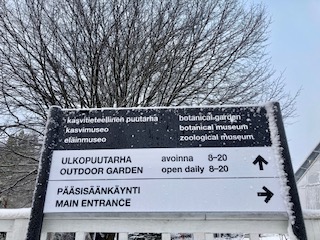 kasvitieteellinen puutarha botanical garden
kasvimuseo botanical museum
eläinmuseo zoological museum
ULKOPUUTARHA avoinna 8–20
OUTDOOR GARDEN open daily 8–20
PÄÄSISÄÄNKÄYNTI
MAIN ENTRANCE